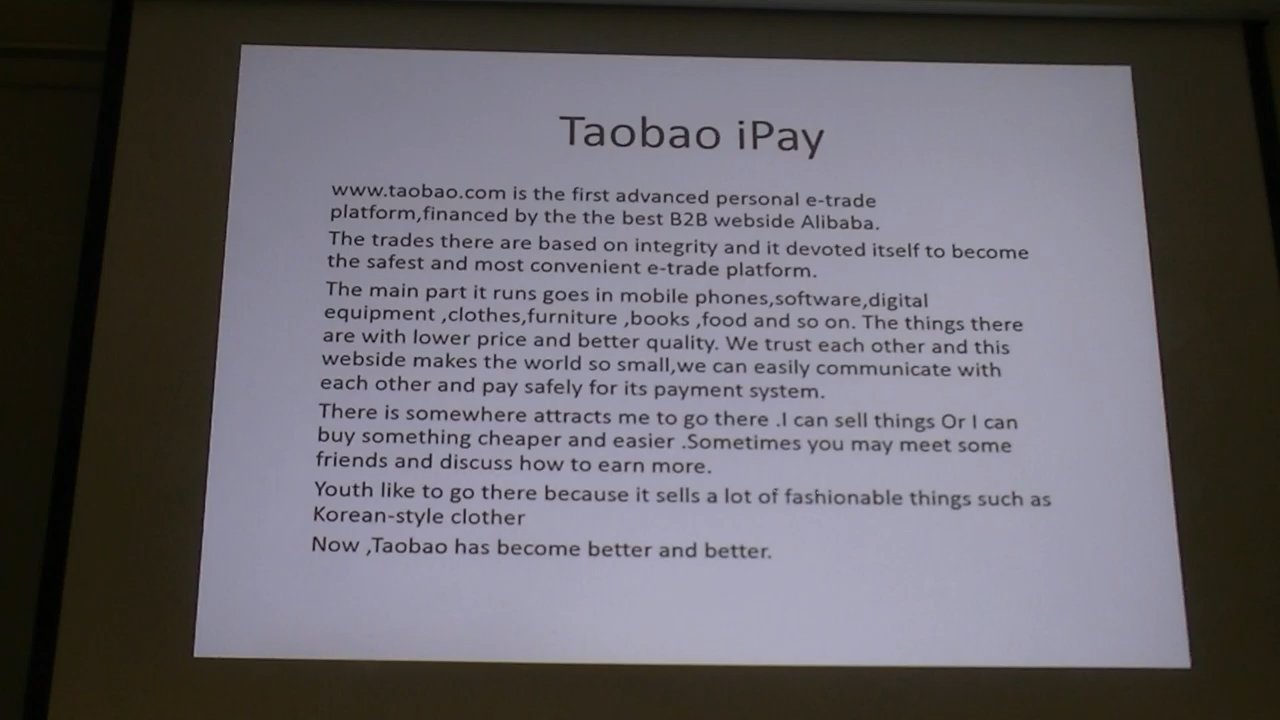 Taobao iPay
www.taobao.com is the first advanced personal e-trade
platform,financed by the the best B2B webside Alibaba.
The trades there are based on integrity and it devoted itself to become
the safest and most convenient e-trade platform.
The main part it runs goes in mobile phones,software,digital
equipment ,clothes,furniture ,books ,food and so on. The things there
are with lower price and better quality. We trust each other and this
webside makes the world so small,we can easily communicate with
each other and pay safely for its payment system.
There is somewhere attracts me to go there .I can sell things Or I can
buy something cheaper and easier .Sometimes you may meet some
friends and discuss how to earn more.
Youth like to go there because it sells a lot of fashionable things such as
Korean-style clother
Now ,Taobao has become better and better.